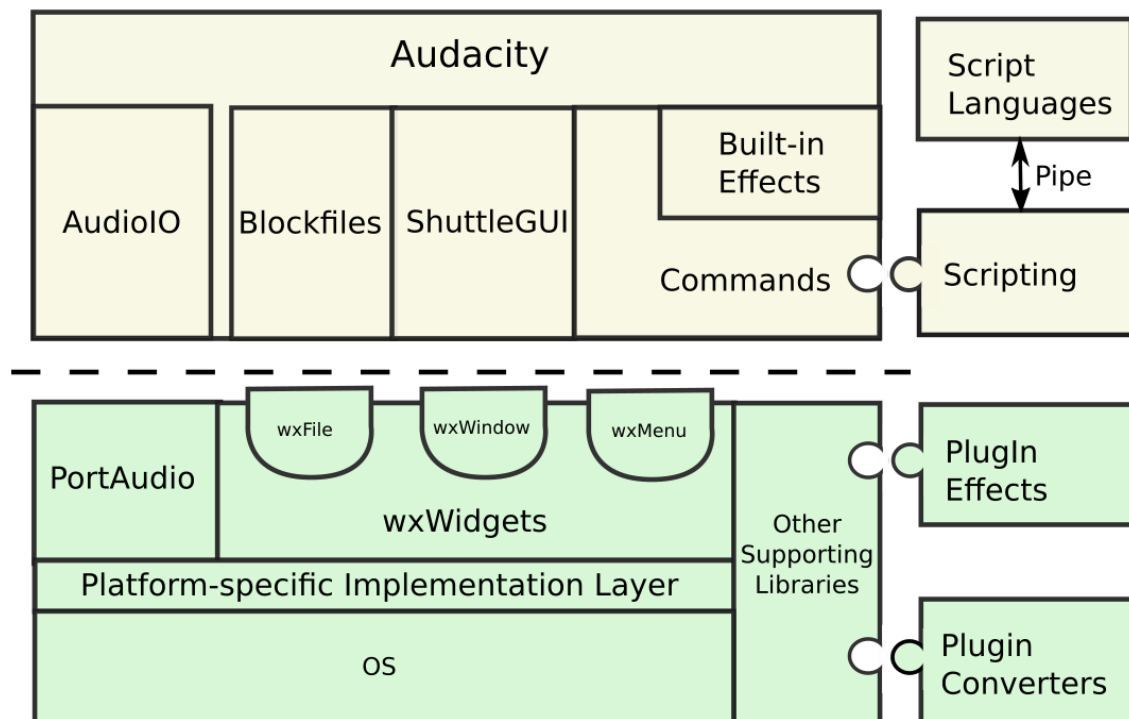 Audacity
Script
Languages
Built-in
Effects
Pipe
AudioIO
Blockfiles
ShuttleGUI
Commands
Scripting
wxFile
wxWindow
wxMenu
PortAudio
wxWidgets
PlugIn
Effects
Other
Supporting
Libraries
Platform-specific Implementation Layer
OS
Plugin
Converters